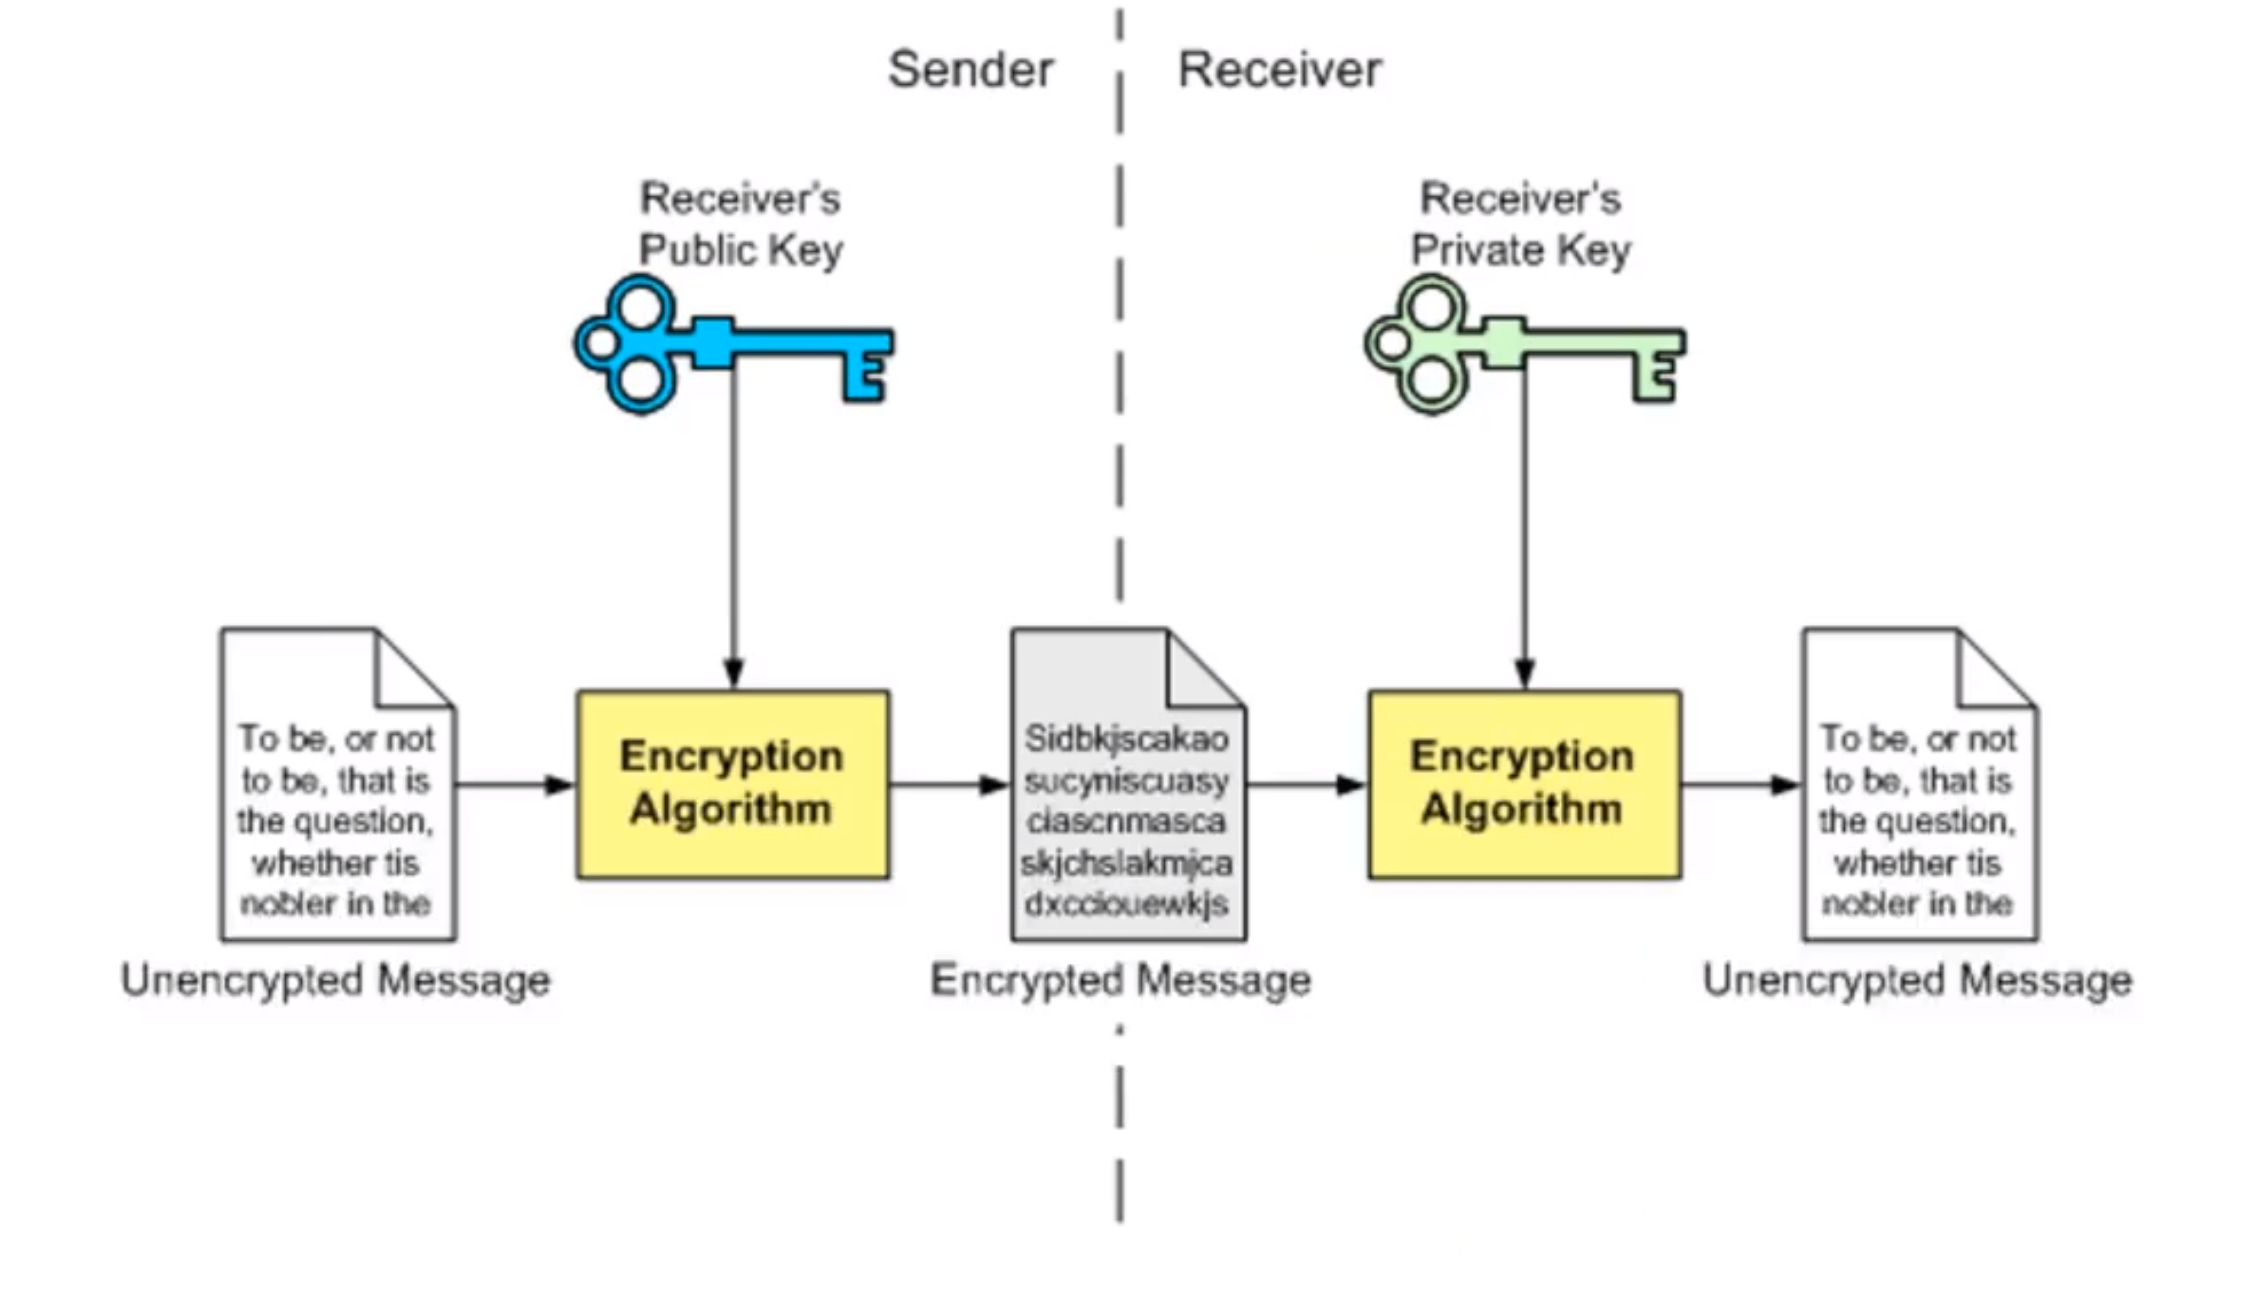 Sender
Receiver
Receiver's
Public Key
Receiver's
Private Key
To be, or not
to be, that is
the question,
whether tis
nobler in the
Unencrypted Message
Encryption
Algorithm
Sidbkjscakao
sucyniscuasy
ciascnmasca
skjchslakmjca
dxcciouewkjs
Encrypted Message
Encryption
Algorithm
To be, or not
to be, that is
the question,
whether tis
nobler in the
Unencrypted Message